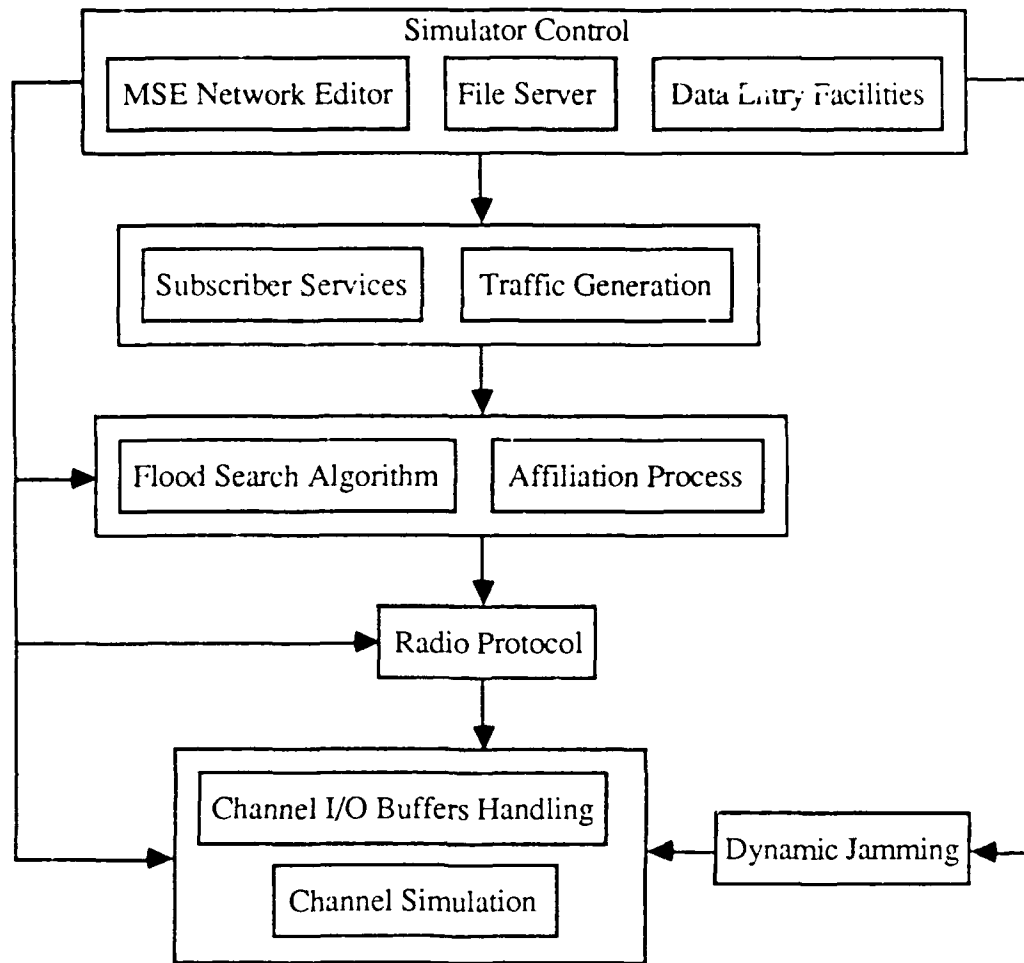 Simulator Control
MSE Network Editor
File Server
Data Entry Facilities
Subscriber Services
Traffic Generation
Flood Search Algorithm
Affiliation Process
Radio Protocol
Channel I/O Buffers Handling
Dynamic Jamming
Channel Simulation